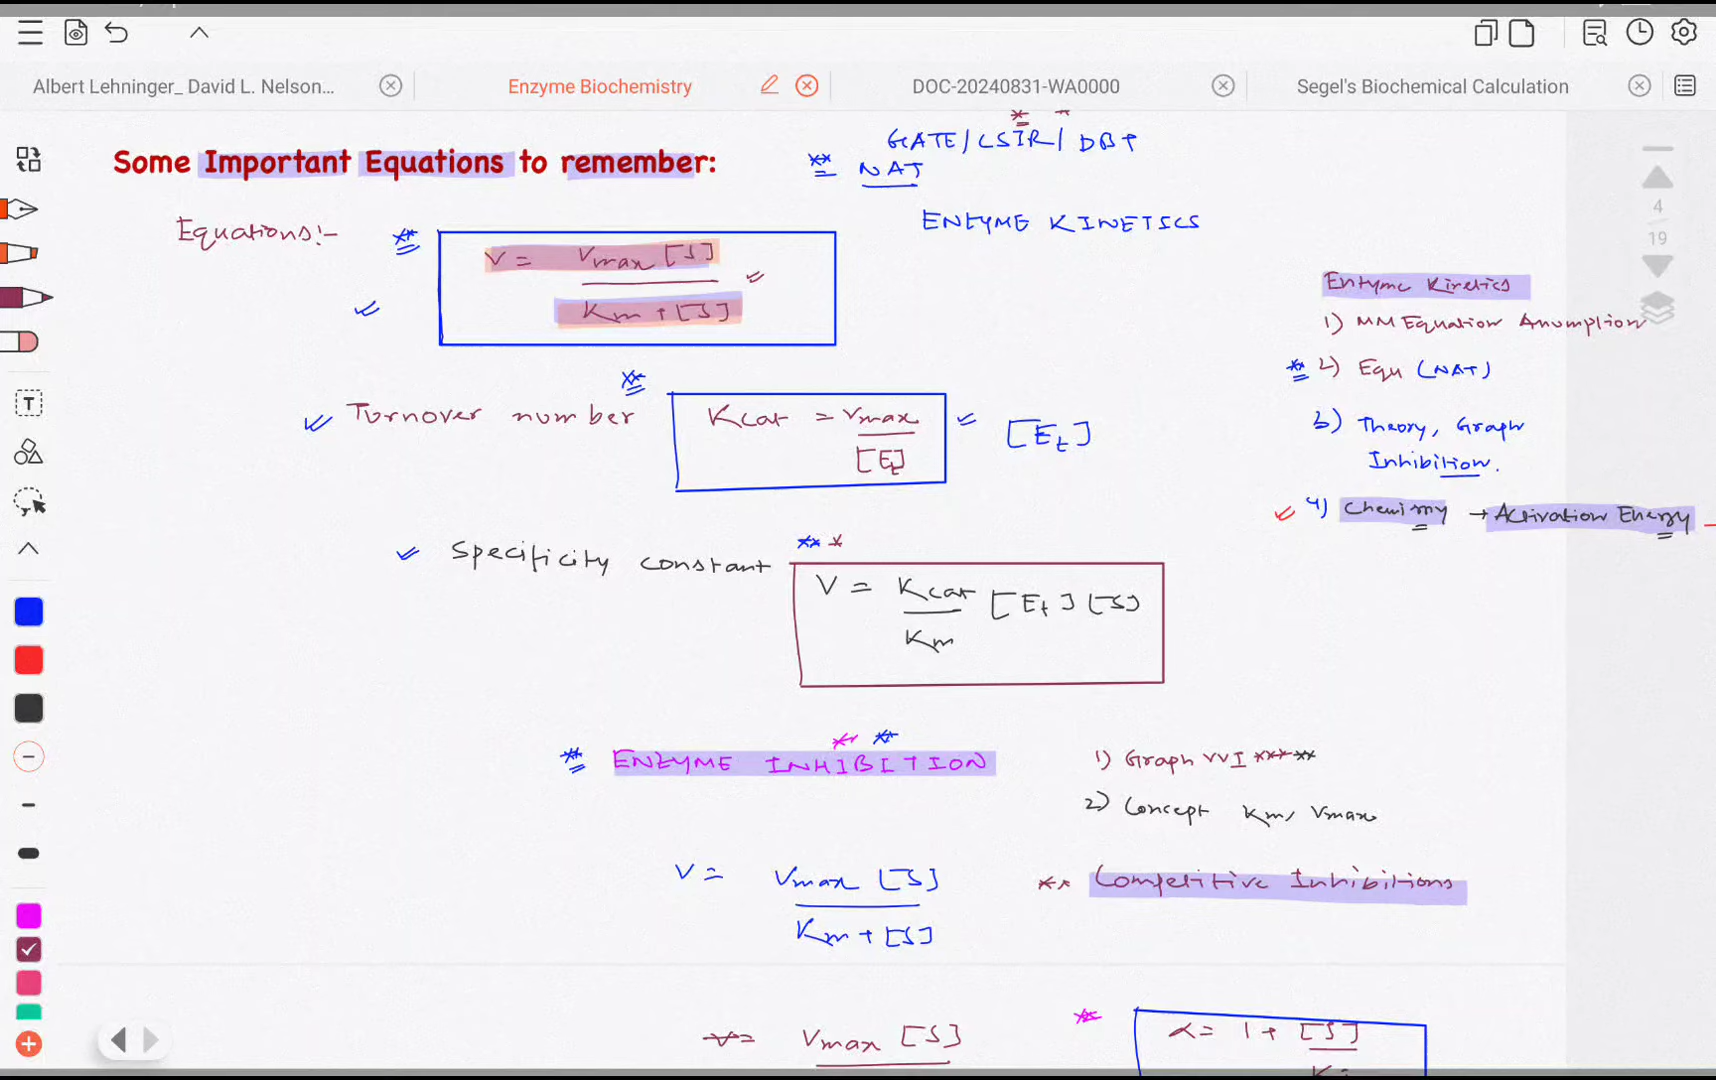 Albert Lehninger_ David L. Nelson...
Enzyme Biochemistry
DOC-20240831-WA0000
Segel's Biochemical Calculation
GATE/CSIR/ DBT
Some Important Equations to remember:
** NAT
Equations:-
ENZYME KINETICS
V = Vmax [S]
Km + [S]
Enzyme Kinetics
1) MM Equation Assumption
** 2) Equ (NAT)
3) Theory, Graph
Inhibition.
4) Chemistry → Activation Energy
4
19
Turnover number
Kcat = Vmax
[Et]
[Et]
Specificity constant
V = Kcat [Et] [S]
Km
ENZYME INHIBITION
1) Graph VVI *****
2) Concept Km, Vmax
V = Vmax [S]
Km + [S]
** Competitive Inhibitions
V = Vmax [S]
α = 1 + [S]
T